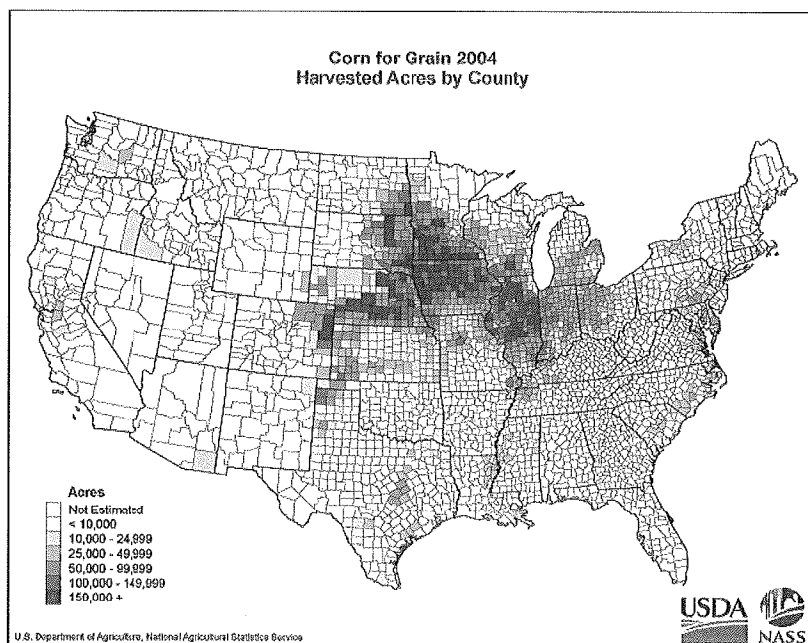 Corn for Grain 2004
Harvested Acres by County
Acres
Not Estimated
< 10,000
10,000 - 24,999
25,000 - 49,999
50,000 - 99,999
100,000 - 149,999
150,000 +
U.S. Department of Agriculture, National Agricultural Statistics Service
USDA
NASS